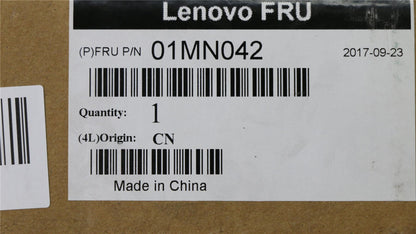 Lenovo FRU
(P)FRU P/N 01MN042 2017-09-23
Quantity: 1
(4L)Origin: CN
Made in China